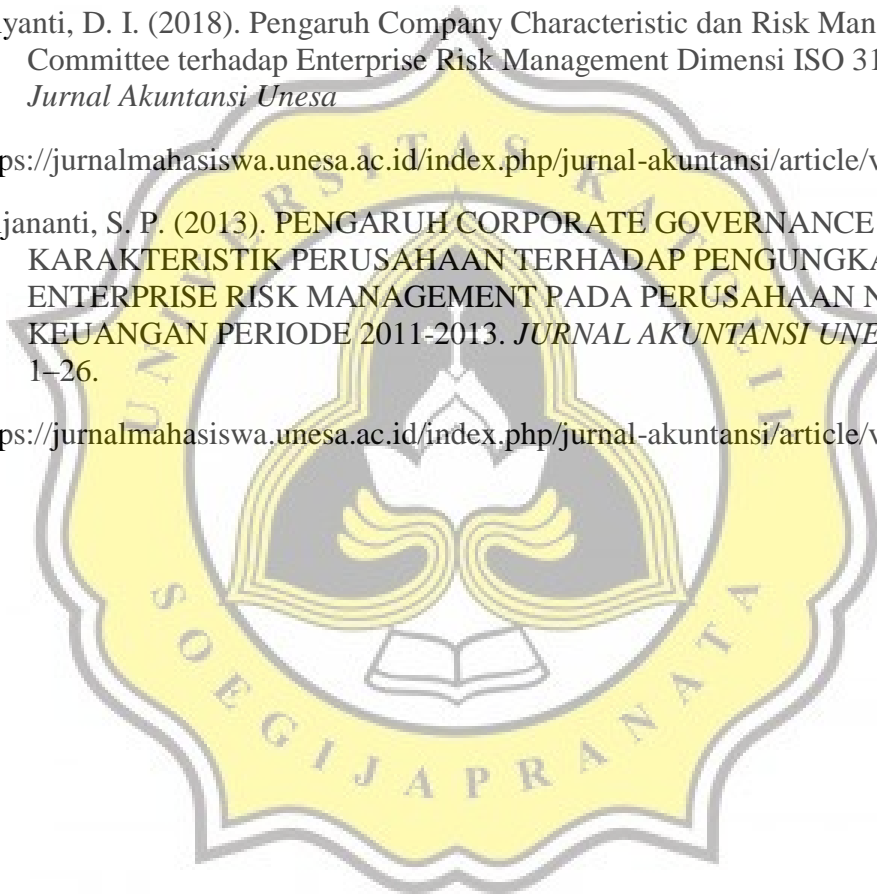 yanti, D. I. (2018). Pengaruh Company Characteristic dan Risk Man
Committee terhadap Enterprise Risk Management Dimensi ISO 31
Jurnal Akuntansi Unesa
ps://jurnalmahasiswa.unesa.ac.id/index.php/jurnal-akuntansi/article/v
jananti, S. P. (2013). PENGARUH CORPORATE GOVERNANCE
KARAKTERISTIK PERUSAHAAN TERHADAP PENGUNGKA
ENTERPRISE RISK MANAGEMENT PADA PERUSAHAAN N
KEUANGAN PERIODE 2011-2013. JURNAL AKUNTANSI UNE
1–26.
ps://jurnalmahasiswa.unesa.ac.id/index.php/jurnal-akuntansi/article/v
UNIVERSITAS KATOLIK
SOEGIJAPRANATA